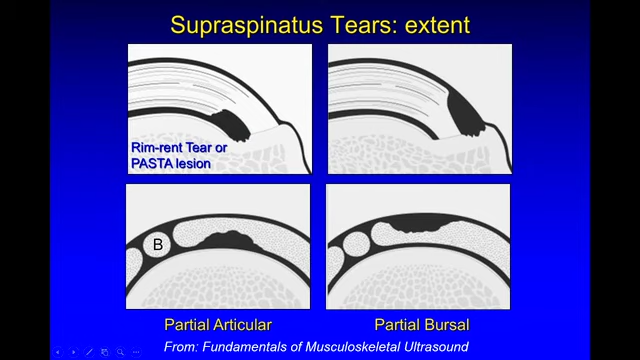 Supraspinatus Tears: extent
Rim-rent Tear or
PASTA lesion
B
Partial Articular
Partial Bursal
From: Fundamentals of Musculoskeletal Ultrasound